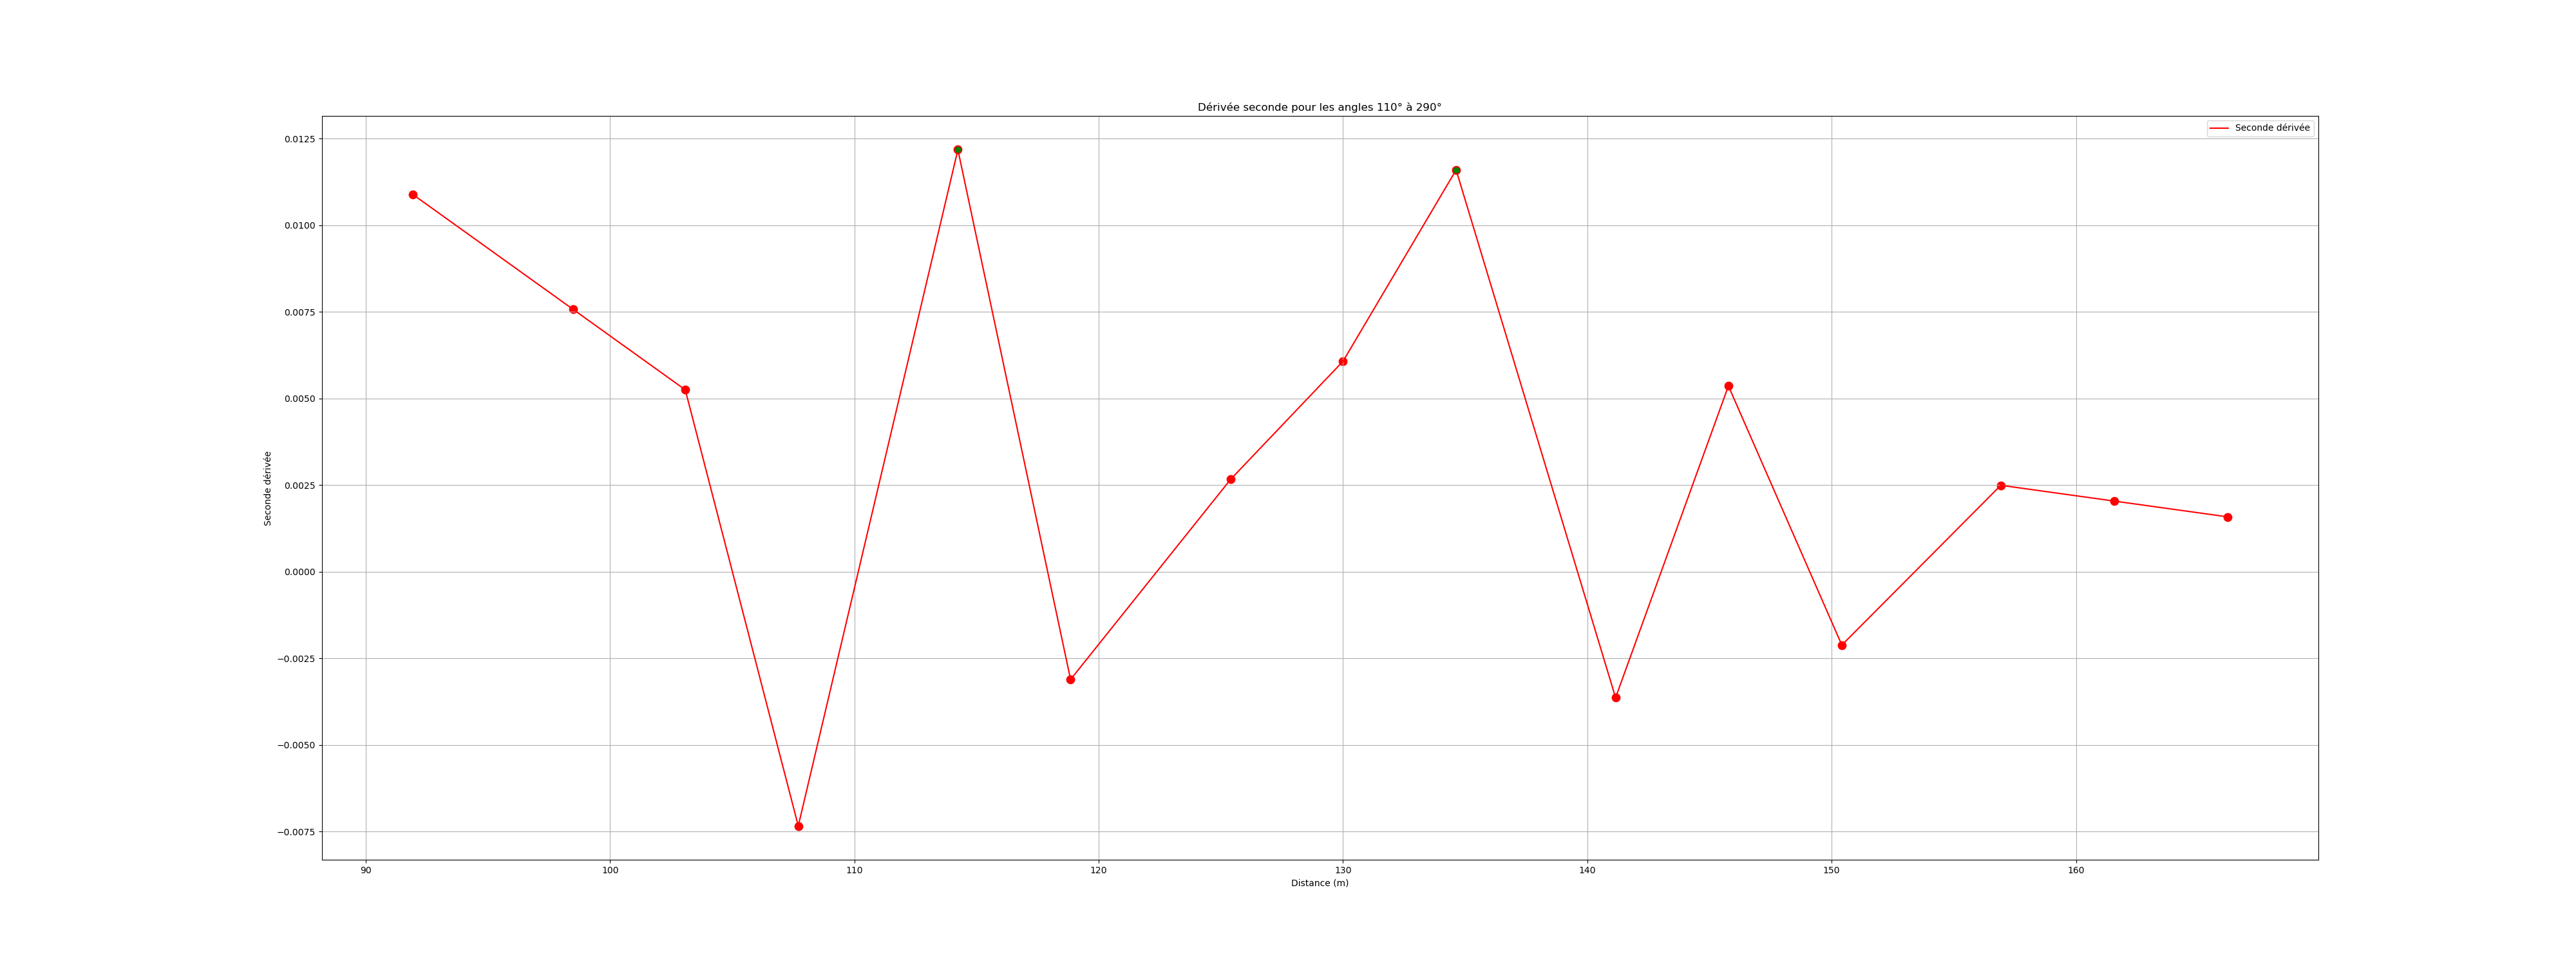 Dérivée seconde pour les angles 110° à 290°
Seconde dérivée
0.0125
0.0100
0.0075
0.0050
0.0025
0.0000
−0.0025
−0.0050
−0.0075
Seconde dérivée
90 100 110 120 130 140 150 160
Distance (m)